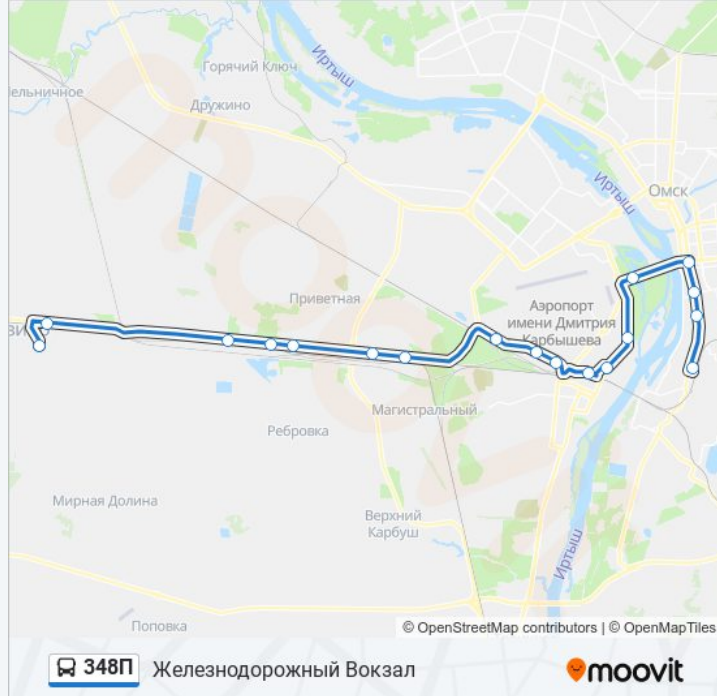 Иртыш
Горячий Ключ
ельничное
Дружино
Иртыш
Омск
Приветная
Аэропорт
имени Дмитрия
Карбышева
Магистральный
Ребровка
Мирная Долина
Верхний
Карбуш
Иртыш
Поповка
© OpenStreetMap contributors | © OpenMapTiles
348П Железнодорожный Вокзал
moovit